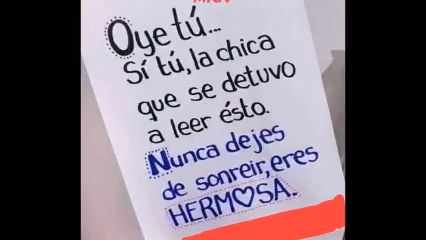 Oye tú...
Sí tú, la chica
que se detuvo
a leer ésto.
Nunca dejes
de sonreir, eres
HERMOSA.